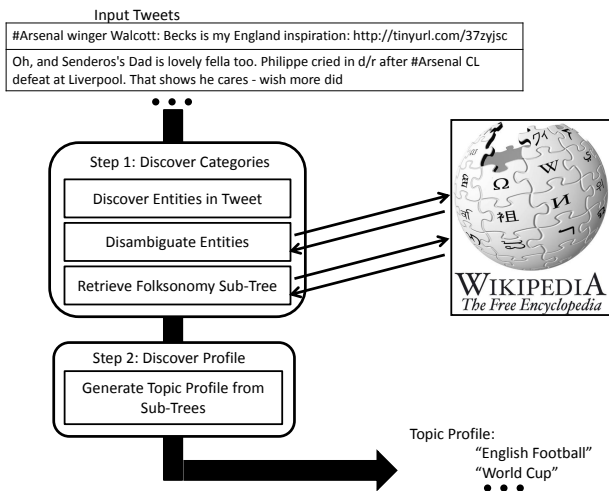 Input Tweets
#Arsenal winger Walcott: Becks is my England inspiration: http://tinyurl.com/37zyjsc
Oh, and Senderos's Dad is lovely fella too. Philippe cried in d/r after #Arsenal CL
defeat at Liverpool. That shows he cares - wish more did
Step 1: Discover Categories
Discover Entities in Tweet
Disambiguate Entities
Retrieve Folksonomy Sub-Tree
Ω
W
И
祖
ウィ
WIKIPEDIA
The Free Encyclopedia
Step 2: Discover Profile
Generate Topic Profile from
Sub-Trees
Topic Profile:
“English Football”
“World Cup”